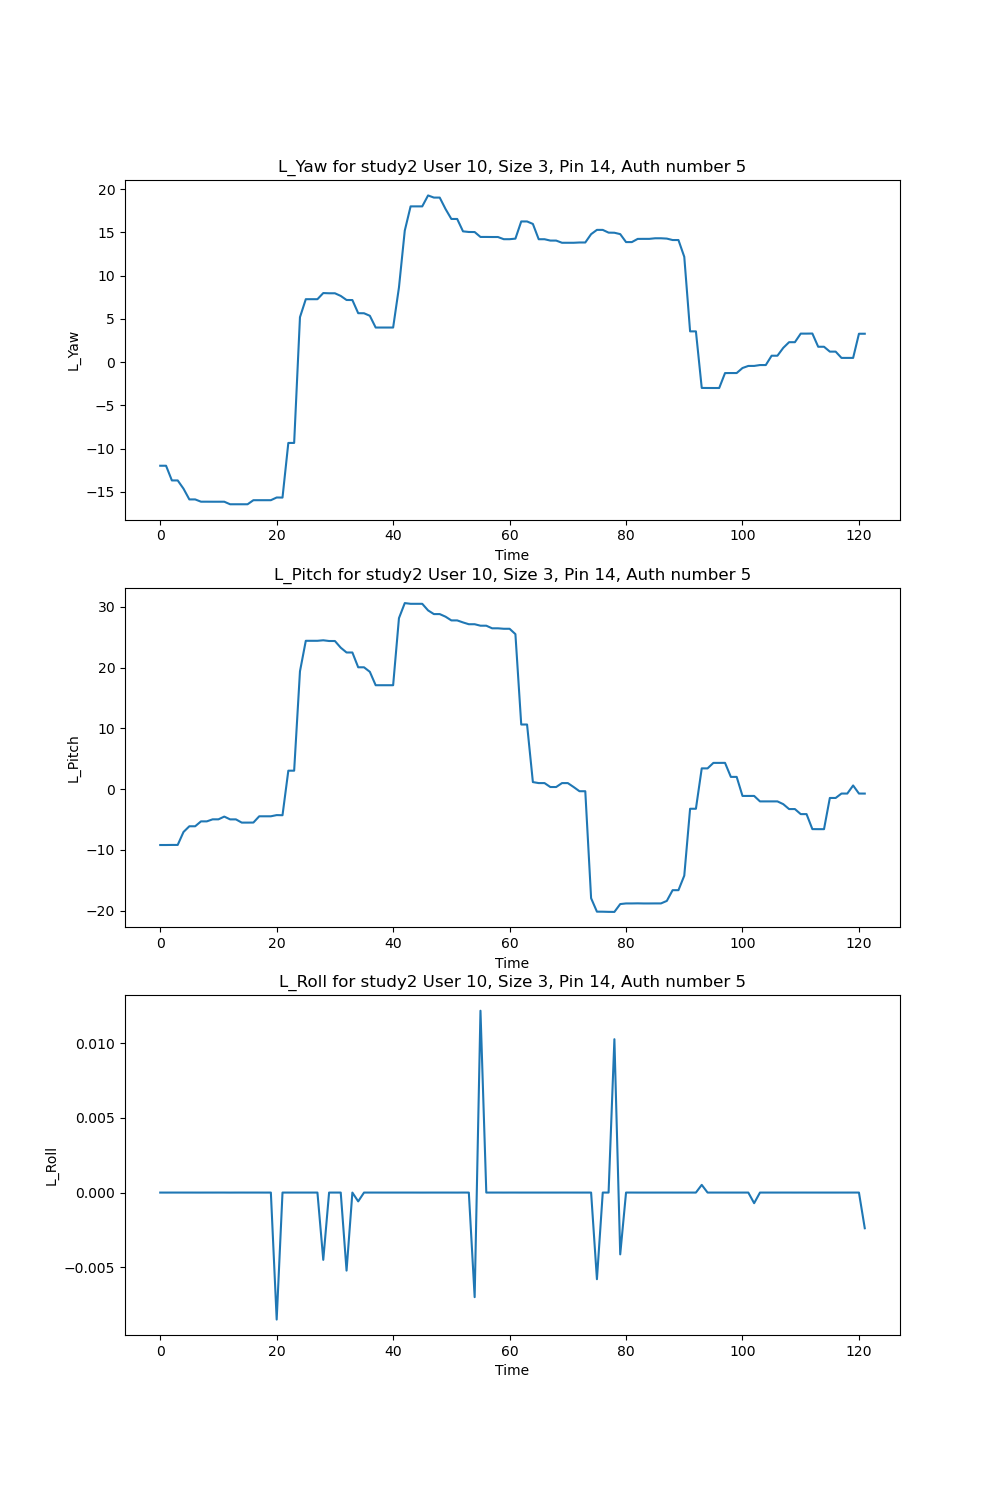 L_Yaw for study2 User 10, Size 3, Pin 14, Auth number 5
20
15
10
5
0
−5
−10
−15
L_Yaw
0 20 40 60 80 100 120
Time
L_Pitch for study2 User 10, Size 3, Pin 14, Auth number 5
30
20
10
0
−10
−20
L_Pitch
0 20 40 60 80 100 120
Time
L_Roll for study2 User 10, Size 3, Pin 14, Auth number 5
0.010
0.005
0.000
−0.005
L_Roll
0 20 40 60 80 100 120
Time